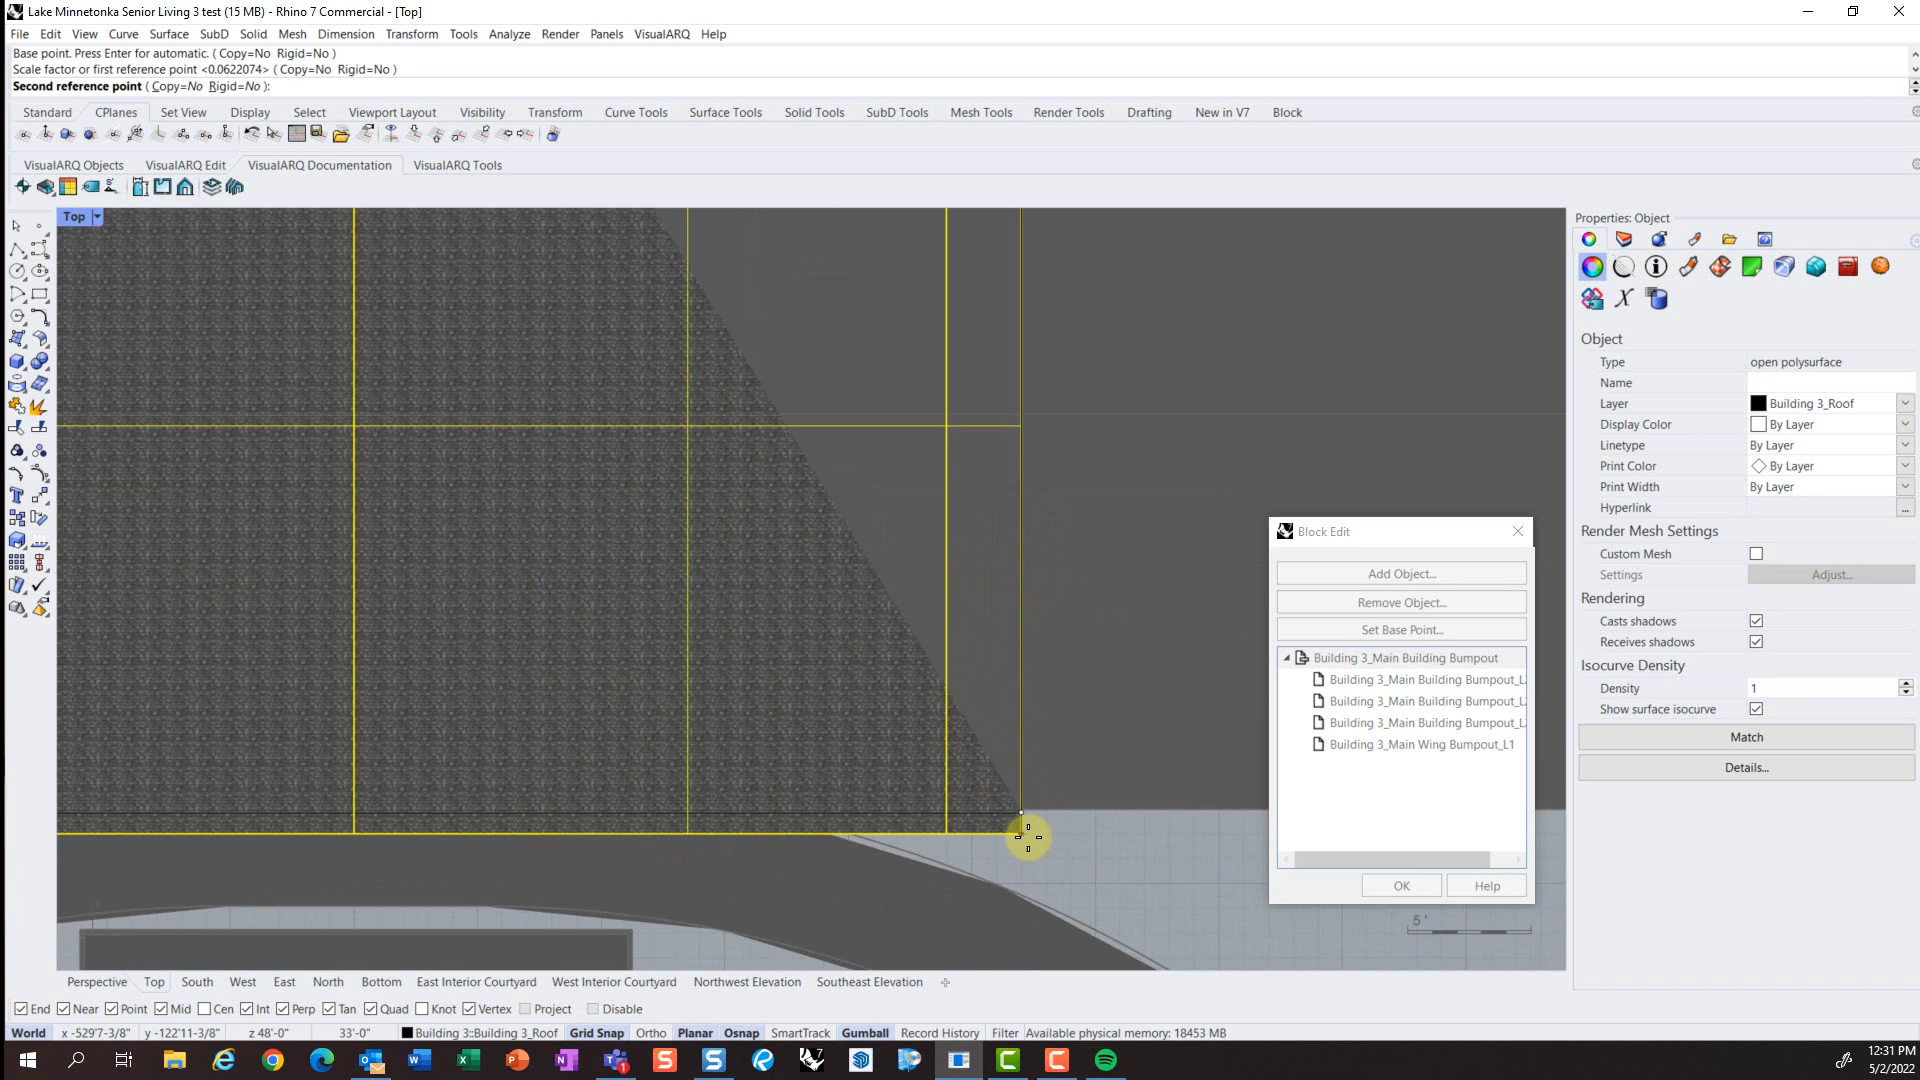 Lake Minnetonka Senior Living 3 test (15 MB) - Rhino 7 Commercial - [Top]
File Edit View Curve Surface SubD Solid Mesh Dimension Transform Tools Analyze Render Panels VisualARQ Help
Base point. Press Enter for automatic. ( Copy=No Rigid=No )
Scale factor or first reference point <0.0622074> ( Copy=No Rigid=No )
Second reference point ( Copy=No Rigid=No ):
Standard CPlanes Set View Display Select Viewport Layout Visibility Transform Curve Tools Surface Tools Solid Tools SubD Tools Mesh Tools Render Tools Drafting New in V7 Block
VisualARQ Objects VisualARQ Edit VisualARQ Documentation VisualARQ Tools
Top
Properties: Object
Object
Type open polysurface
Name
Layer Building 3_Roof
Display Color By Layer
Linetype By Layer
Print Color By Layer
Print Width By Layer
Hyperlink ...
Render Mesh Settings
Custom Mesh
Settings Adjust...
Rendering
Casts shadows
Receives shadows
Isocurve Density
Density 1
Show surface isocurve
Match
Details...
Block Edit
Add Object...
Remove Object...
Set Base Point...
Building 3_Main Building Bumpout
Building 3_Main Building Bumpout_L
Building 3_Main Building Bumpout_L
Building 3_Main Building Bumpout_L
Building 3_Main Wing Bumpout_L1
OK Help
5 '
Perspective Top South West East North Bottom East Interior Courtyard West Interior Courtyard Northwest Elevation Southeast Elevation
End Near Point Mid Cen Int Perp Tan Quad Knot Vertex Project Disable
World x -529'7-3/8" y -122'11-3/8" z 48'-0" 33'-0" Building 3::Building 3_Roof Grid Snap Ortho Planar Osnap SmartTrack Gumball Record History Filter Available physical memory: 18453 MB
12:31 PM
5/2/2022